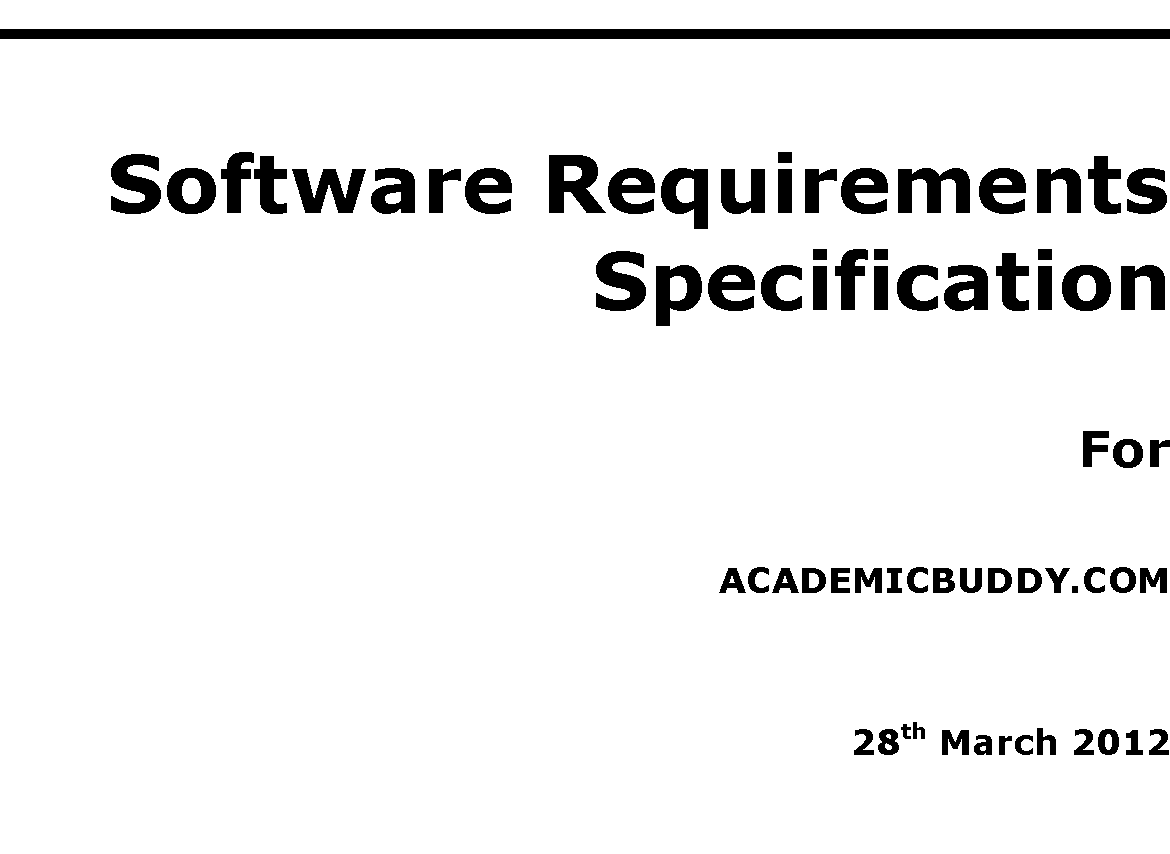 Software Requirements
Specification
For
ACADEMICBUDDY.COM
28th March 2012